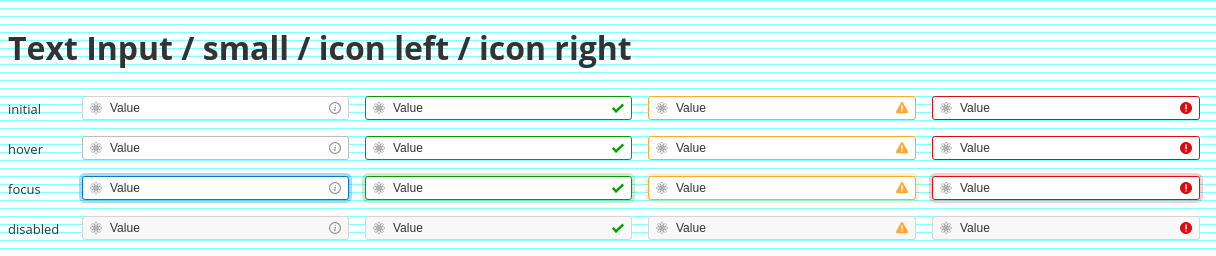 Text Input / small / icon left / icon right
initial Value Value Value Value
hover Value Value Value Value
focus Value Value Value Value
disabled Value Value Value Value